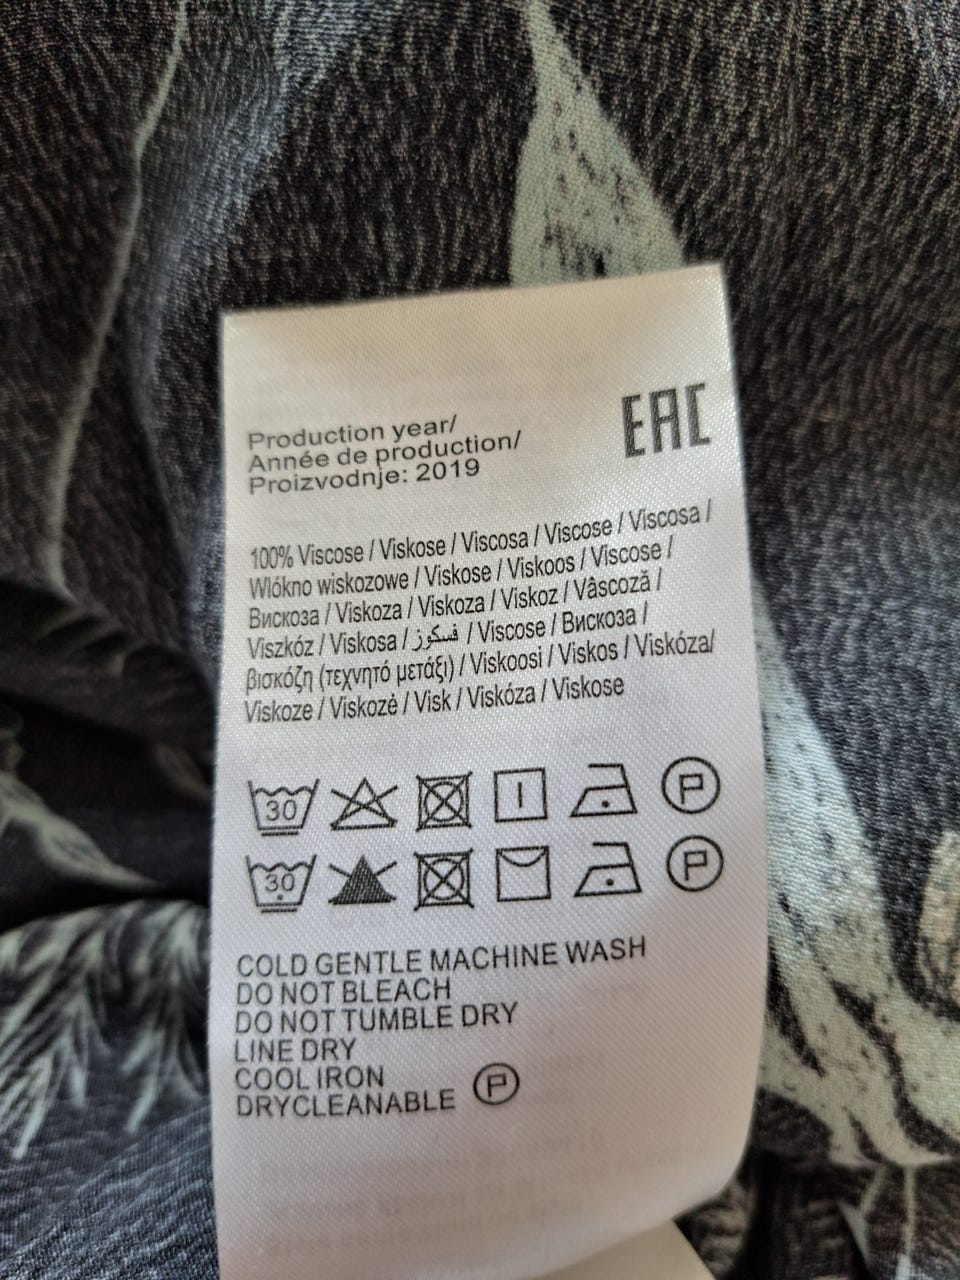 Production year/
Année de production/
Proizvodnje: 2019
EAC
100% Viscose / Viskose / Viscosa / Viscose / Viscosa /
Wlókno wiskozowe / Viskose / Viskoos / Viscose /
Вискоза / Viskoza / Viskoza / Viskoz / Vâscoză /
Viszkóz / Viskosa / فسكوز / Viscose / Вискоза /
βισκόζη (τεχνητό μετάξι) / Viskoosi / Viskos / Viskóza/
Viskoze / Viskozė / Visk / Viskóza / Viskose
30 P
30 P
COLD GENTLE MACHINE WASH
DO NOT BLEACH
DO NOT TUMBLE DRY
LINE DRY
COOL IRON
DRYCLEANABLE P